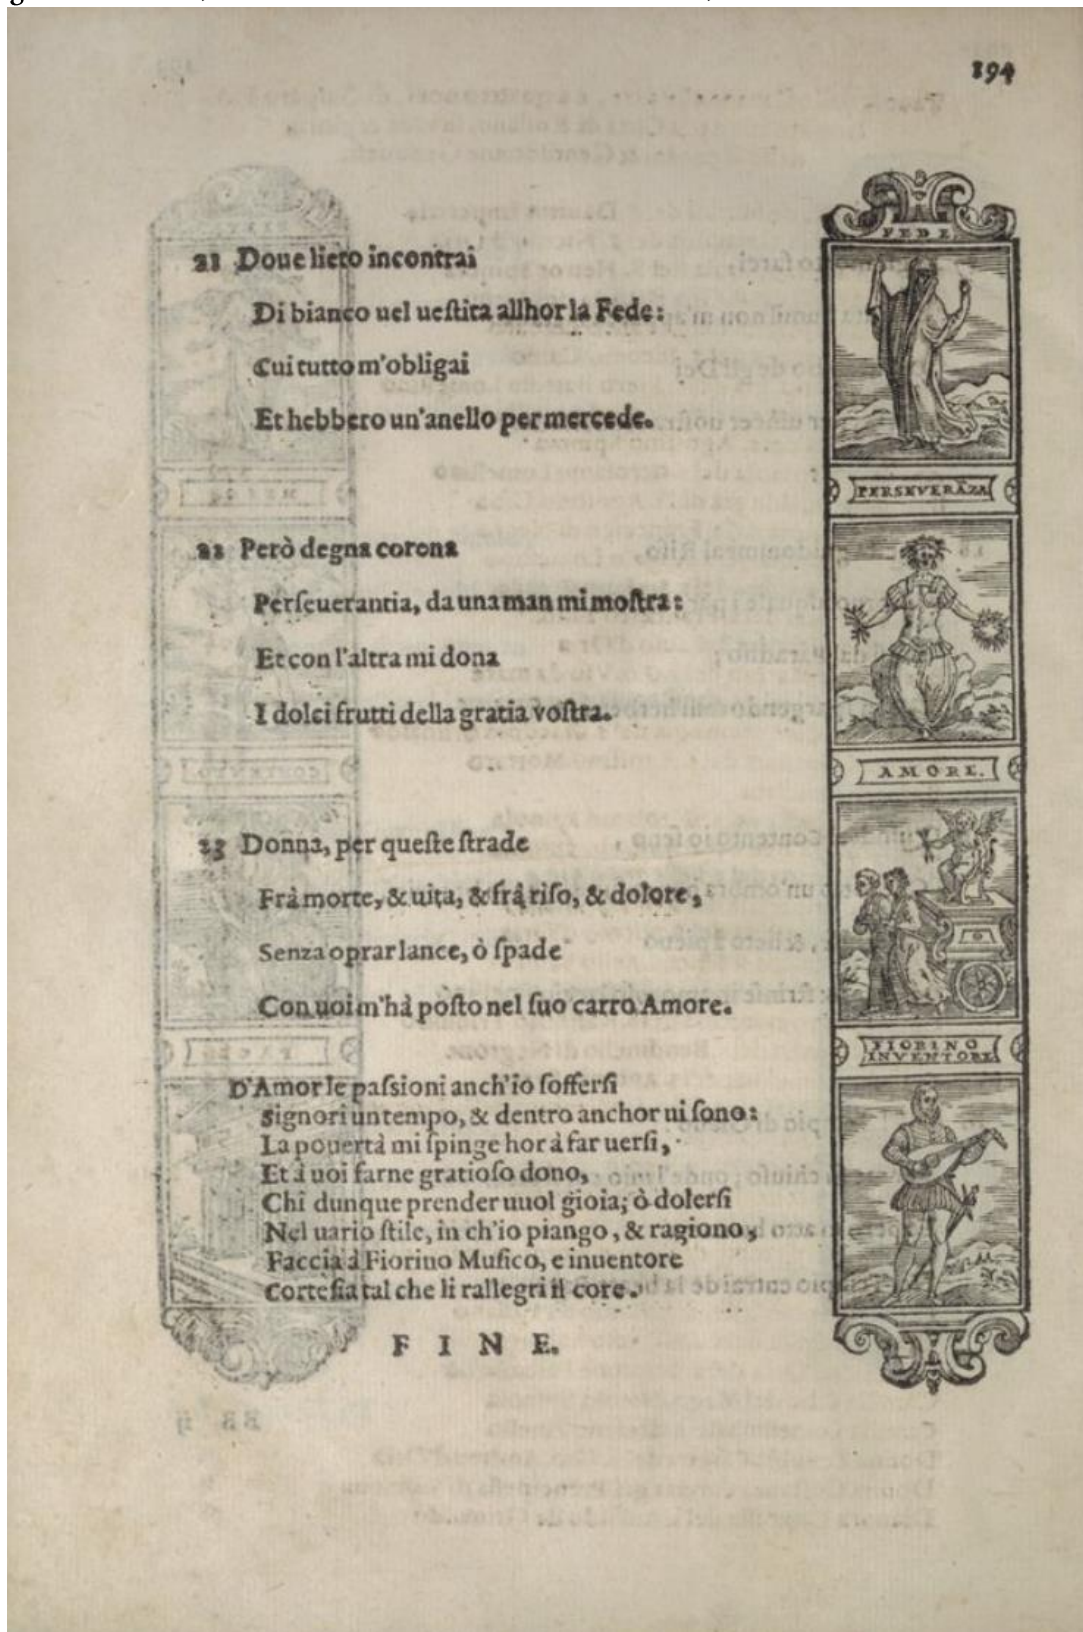 194
21 Doue lieto incontrai
Di bianco uel ueſtita allhor la Fede:
Cui tutto m'obligai
Et hebbero un'anello per mercede.
22 Però degna corona
Perſeuerantia, da una man mi moſtra:
Et con l'altra mi dona
I dolci frutti della gratia voſtra.
23 Donna, per queſte ſtrade
Frà morte, & uita, & frà riſo, & dolore,
Senza oprar lance, ò ſpade
Con uoi m'hà poſto nel ſuo carro Amore.
D'Amor le paſsioni anch'io ſofferſi
Signori un tempo, & dentro anchor ui ſono:
La pouertà mi ſpinge hor à far uerſi,
Et à uoi farne gratioſo dono,
Chi dunque prender uuol gioia; ò dolerſi
Nel uario ſtile, in ch'io piango, & ragiono,
Faccia à Fiorino Muſico, e inuentore
Corteſia tal che li rallegri il core.
FINE.
FEDE
PERSEVERĀZA
AMORE.
FIORINO
INVENTORE